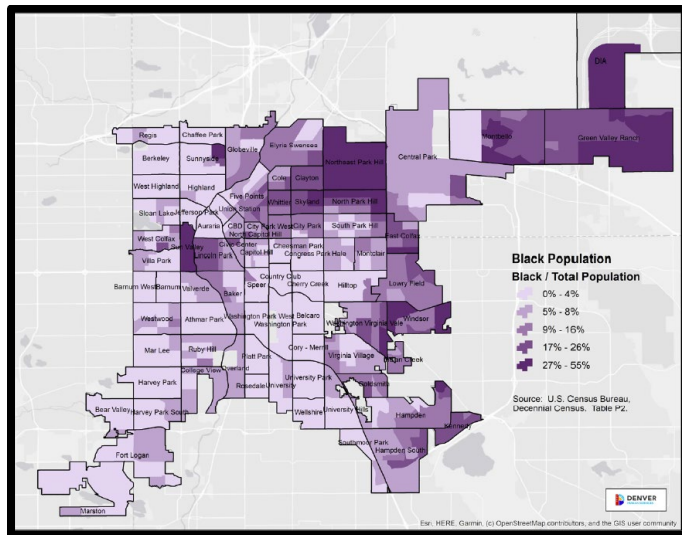 DIA
Regis
Chaffee Park
Globeville
Elyria Swansea
Montbello
Green Valley Ranch
Berkeley
Sunnyside
Northeast Park Hill
Central Park
West Highland
Highland
Cole
Clayton
Five Points
Whittier
Skyland
North Park Hill
Sloan Lake
Jefferson Park
Union Station
Auraria
CBD
City Park West
City Park
South Park Hill
North Capitol Hill
West Colfax
Sun Valley
Civic Center
Cheesman Park
East Colfax
Lincoln Park
Capitol Hill
Congress Park
Hale
Montclair
Villa Park
Country Club
Cherry Creek
Barnum West
Barnum
Valverde
Baker
Speer
Hilltop
Lowry Field
Westwood
Athmar Park
Washington Park West
Washington Park
Belcaro
Washington Virginia Vale
Windsor
Mar Lee
Ruby Hill
Platt Park
Cory - Merrill
Virginia Village
Indian Creek
College View
Overland
Harvey Park
Rosedale
University
University Park
Goldsmith
Bear Valley
Harvey Park South
Wellshire
University Hills
Hampden
Kennedy
Southmoor Park
Hampden South
Fort Logan
Marston
Black Population
Black / Total Population
0% - 4%
5% - 8%
9% - 16%
17% - 26%
27% - 55%
Source: U.S. Census Bureau,
Decennial Census. Table P2.
DENVER
Esri, HERE, Garmin, (c) OpenStreetMap contributors, and the GIS user community